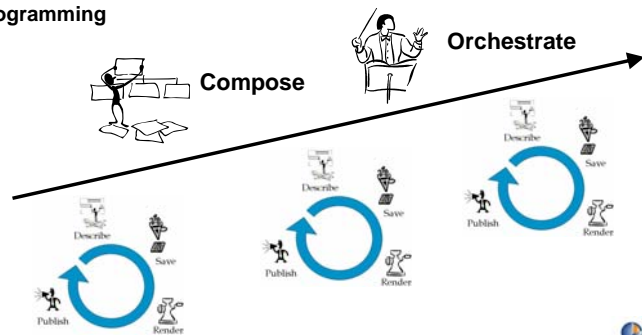 ogramming
Orchestrate
Compose
Describe
Save
Render
Publish
Describe
Save
Render
Publish
Describe
Save
Render
Publish